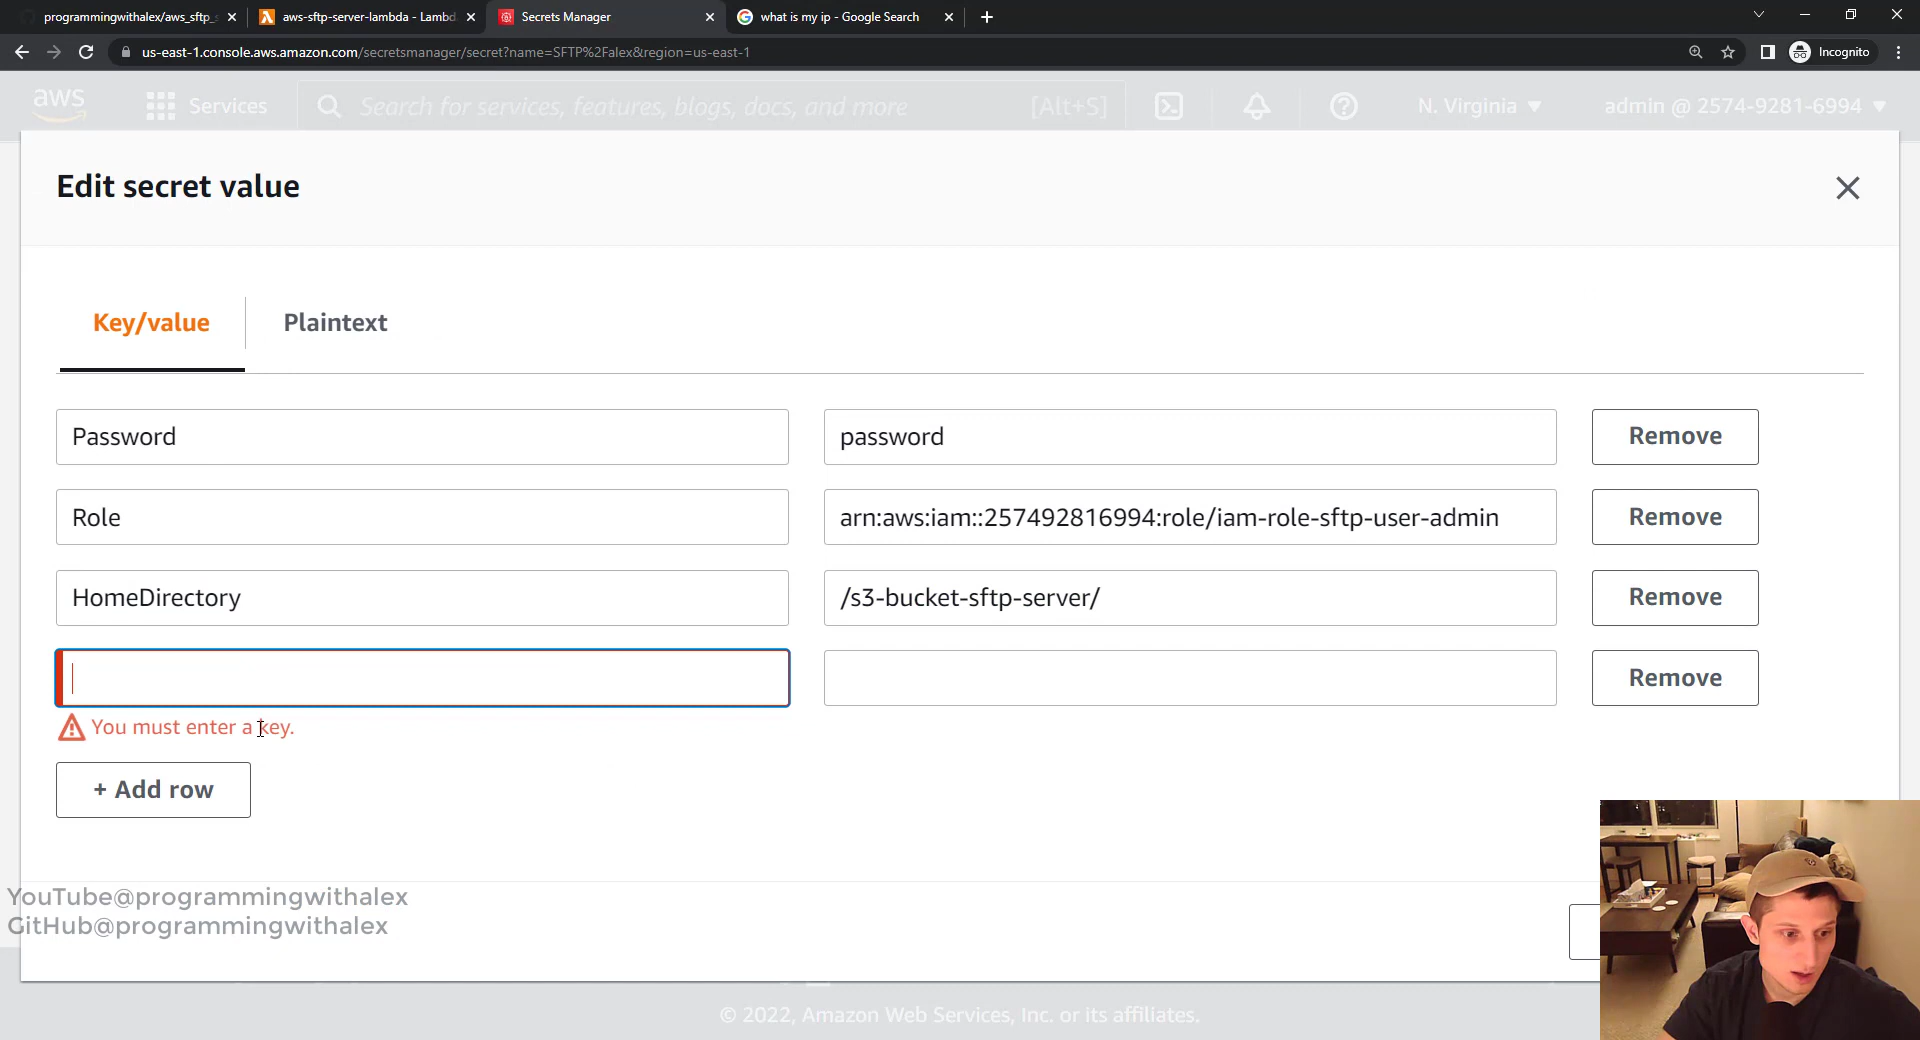 programmingwithalex/aws_sftp_s
aws-sftp-server-lambda - Lambd
Secrets Manager
what is my ip - Google Search
us-east-1.console.aws.amazon.com/secretsmanager/secret?name=SFTP%2Falex&region=us-east-1
Incognito
aws
Services
Search for services, features, blogs, docs, and more
[Alt+S]
N. Virginia
admin @ 2574-9281-6994
Edit secret value
Key/value
Plaintext
Password
password
Remove
Role
arn:aws:iam::257492816994:role/iam-role-sftp-user-admin
Remove
HomeDirectory
/s3-bucket-sftp-server/
Remove
Remove
You must enter a key.
+ Add row
YouTube@programmingwithalex
GitHub@programmingwithalex
© 2022, Amazon Web Services, Inc. or its affiliates.